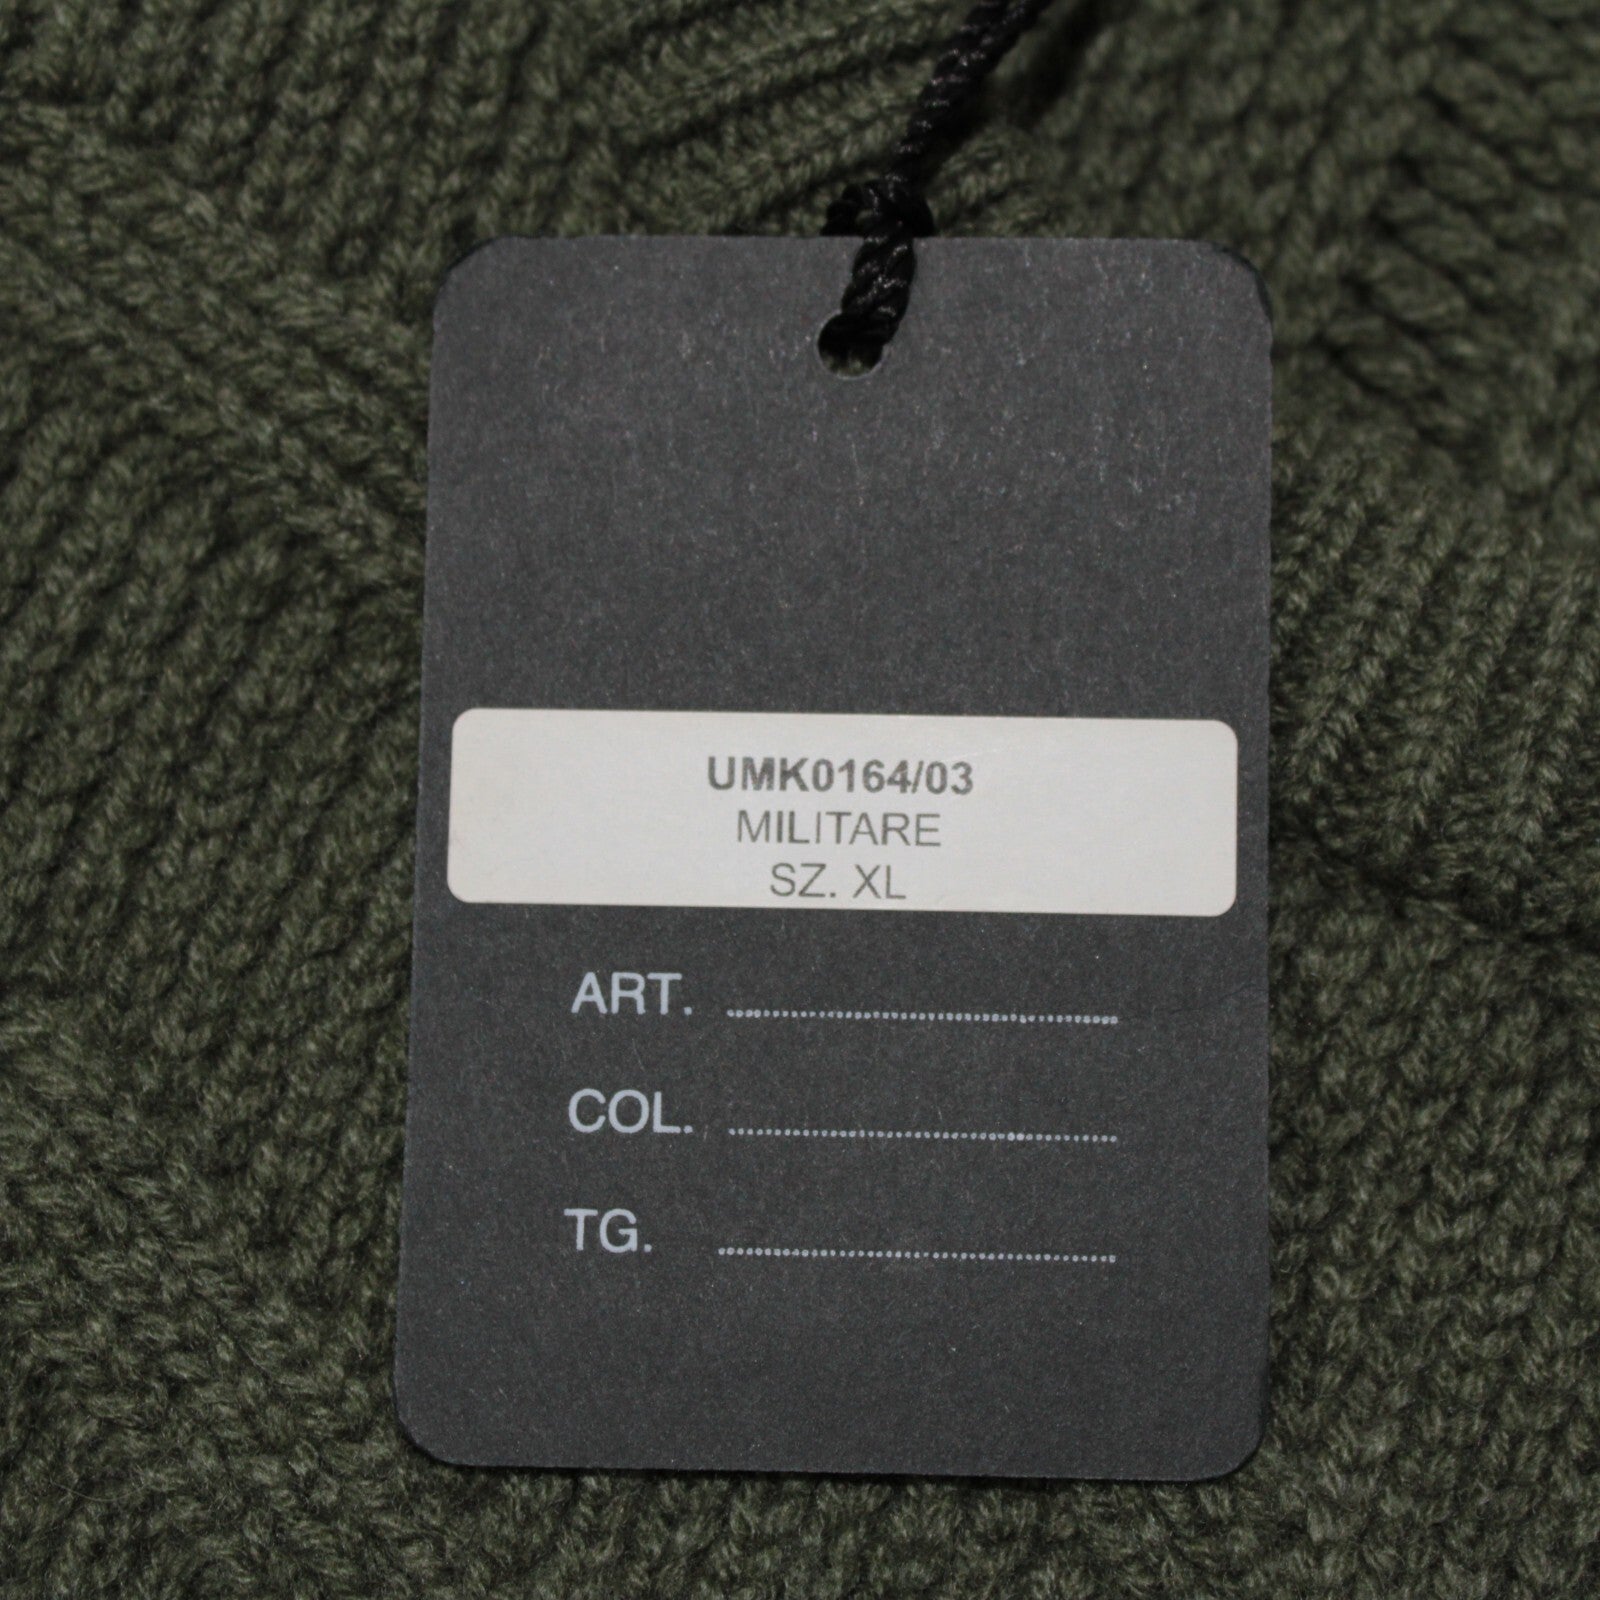 UMK0164/03
MILITARE
SZ. XL
ART. ........................................
COL. ........................................
TG. ........................................